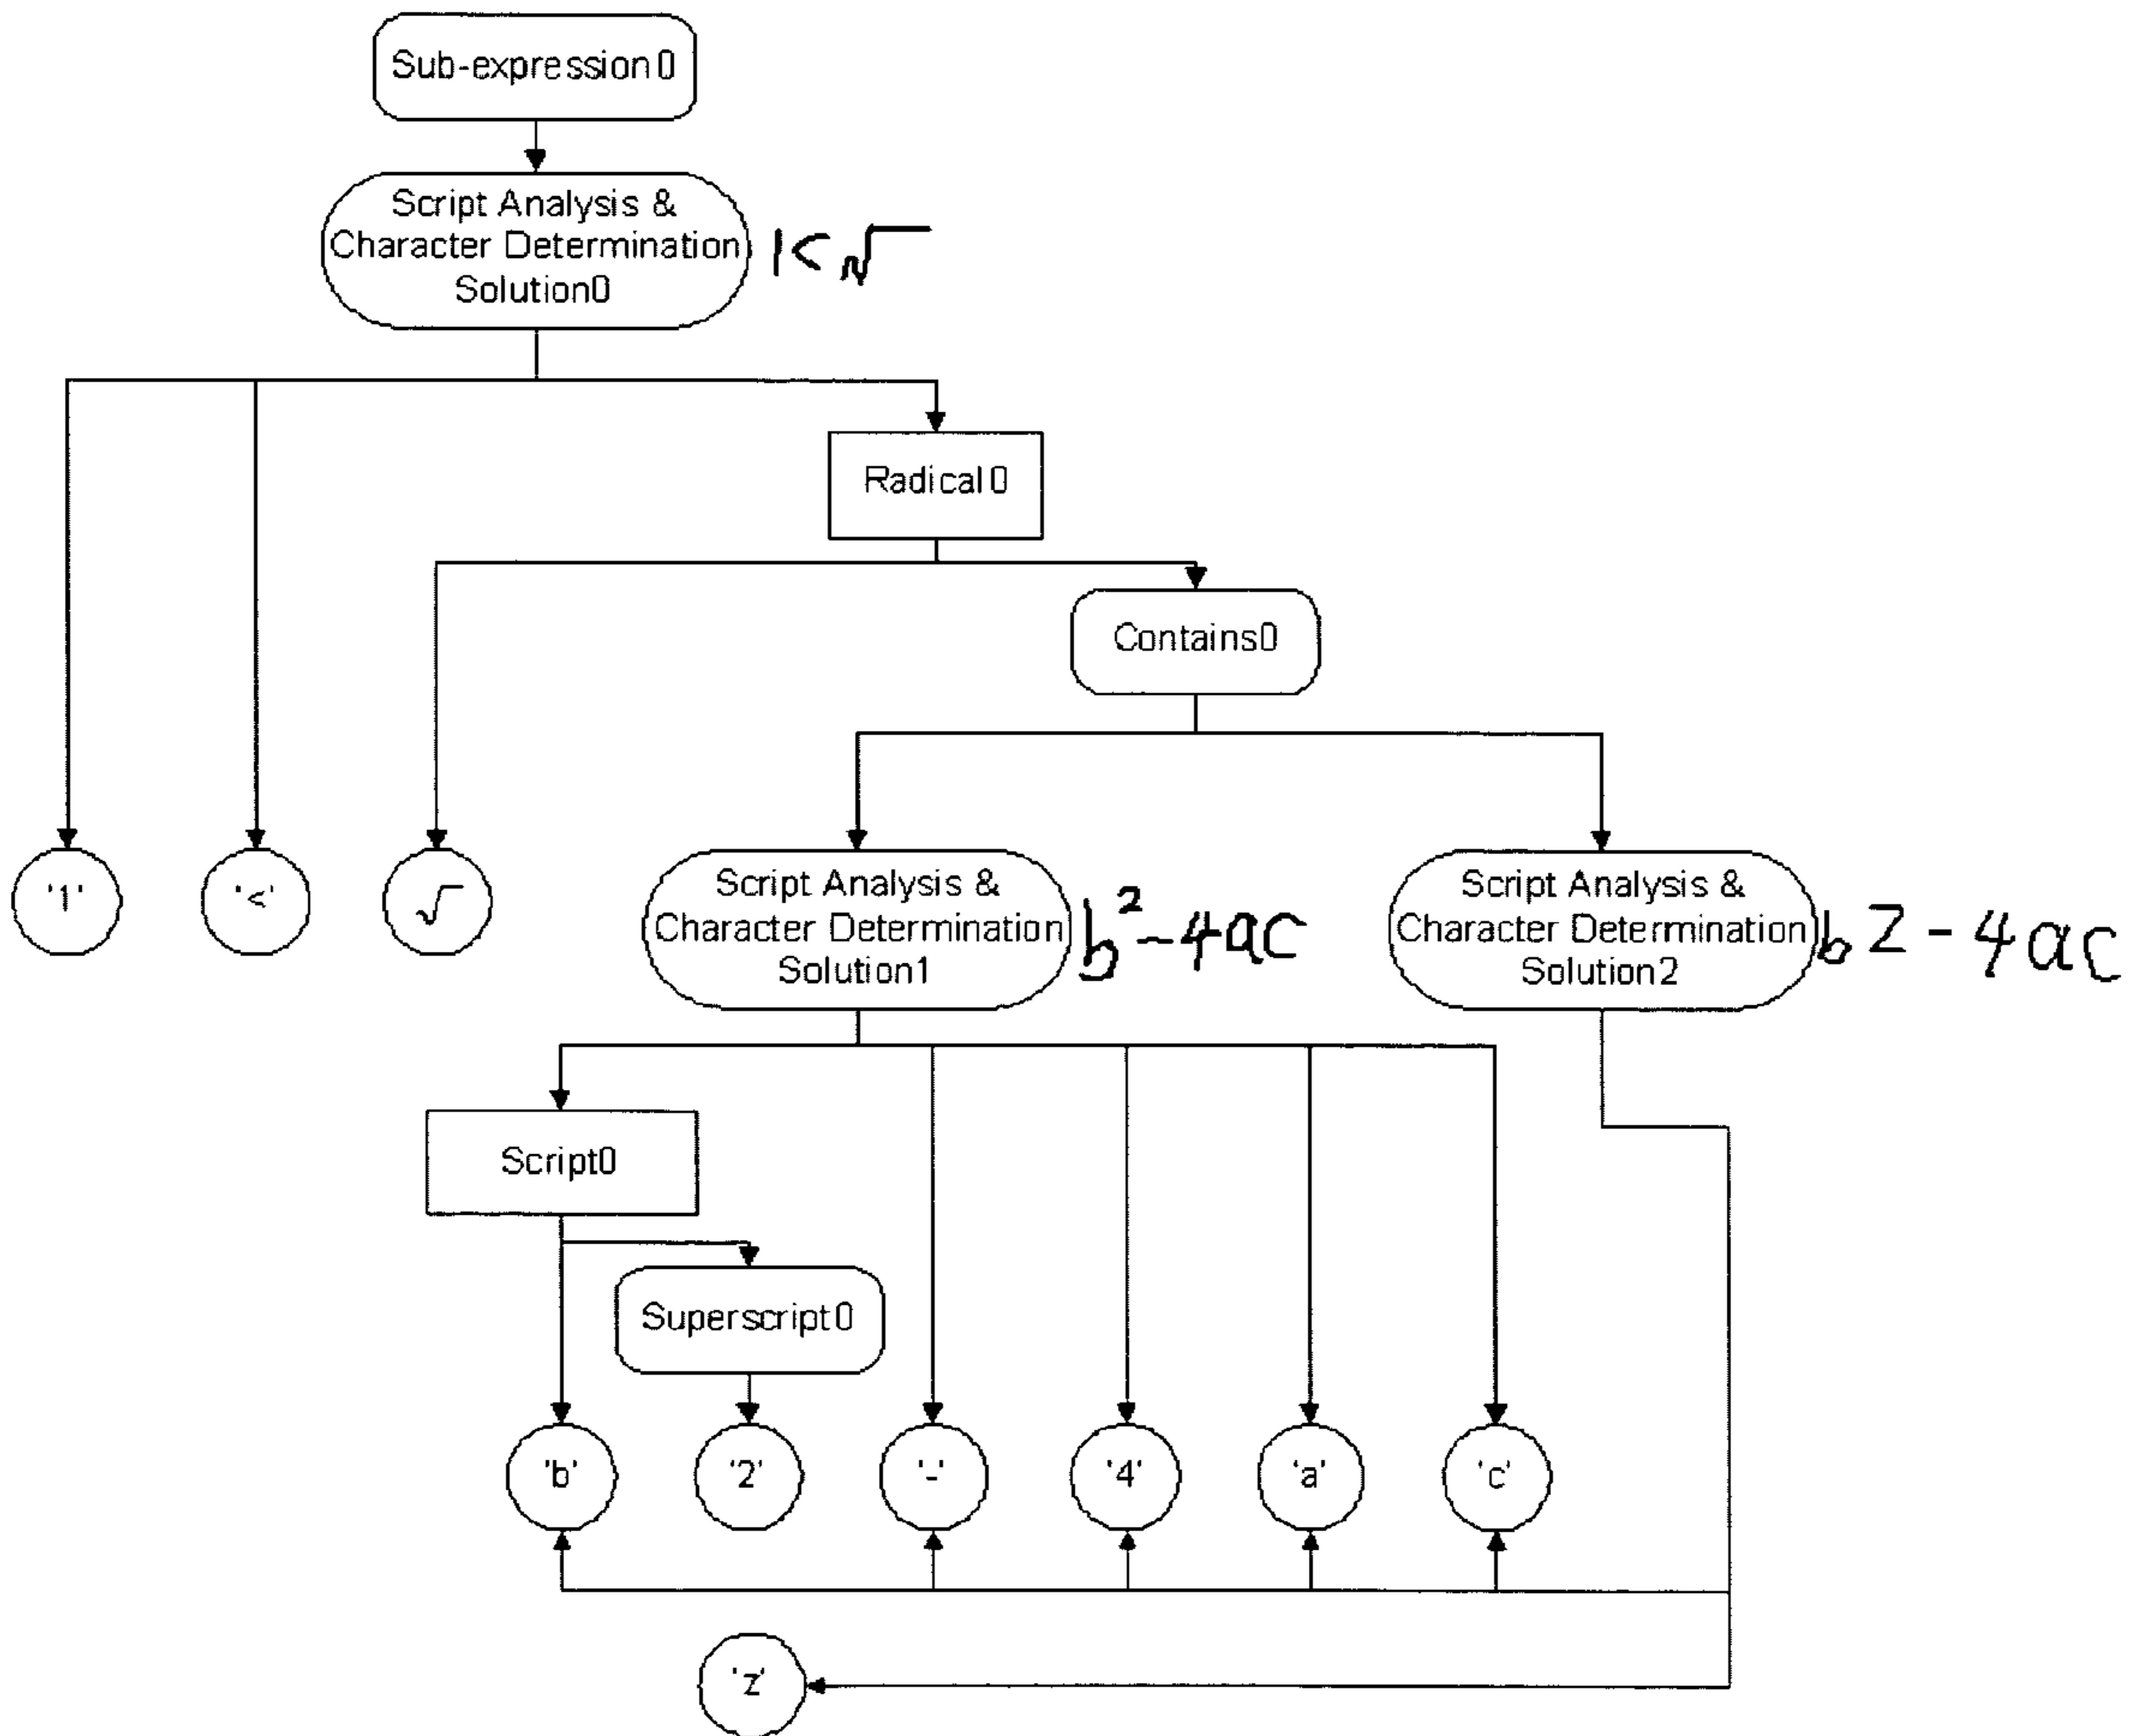 Sub-expression0
Script Analysis &
Character Determination
Solution0
1<√
Radical0
Contains0
'1'
'<'
√
Script Analysis &
Character Determination
Solution1
b²-4ac
Script Analysis &
Character Determination
Solution2
bz-4ac
Script0
Superscript0
'b'
'2'
'-'
'4'
'a'
'c'
'z'